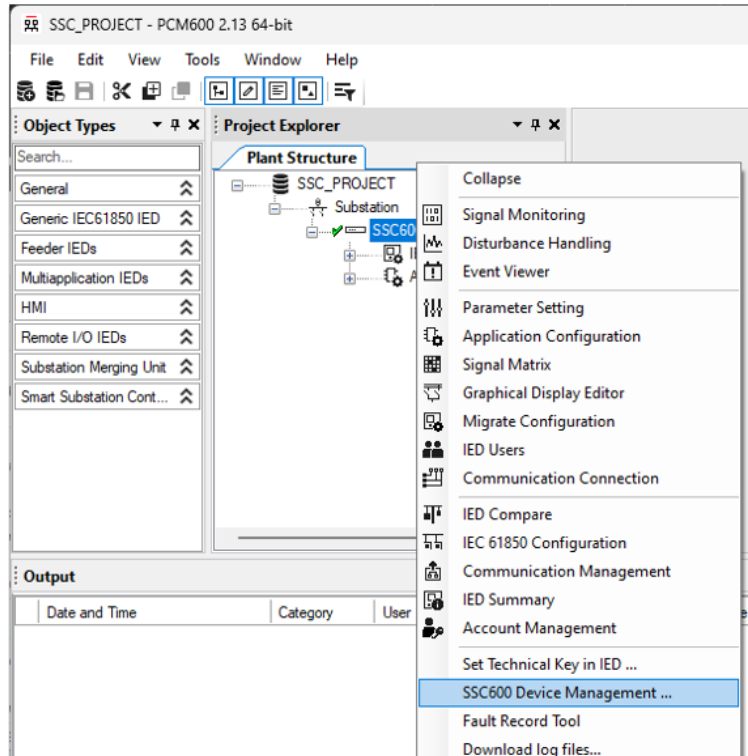 SSC_PROJECT - PCM600 2.13 64-bit
File Edit View Tools Window Help
Object Types
Project Explorer
Search...
General
Generic IEC61850 IED
Feeder IEDs
Multiapplication IEDs
HMI
Remote I/O IEDs
Substation Merging Unit
Smart Substation Cont...
Plant Structure
SSC_PROJECT
Substation
SSC60
Collapse
Signal Monitoring
Disturbance Handling
Event Viewer
Parameter Setting
Application Configuration
Signal Matrix
Graphical Display Editor
Migrate Configuration
IED Users
Communication Connection
IED Compare
IEC 61850 Configuration
Communication Management
IED Summary
Account Management
Set Technical Key in IED ...
SSC600 Device Management ...
Fault Record Tool
Download log files...
Output
Date and Time Category User